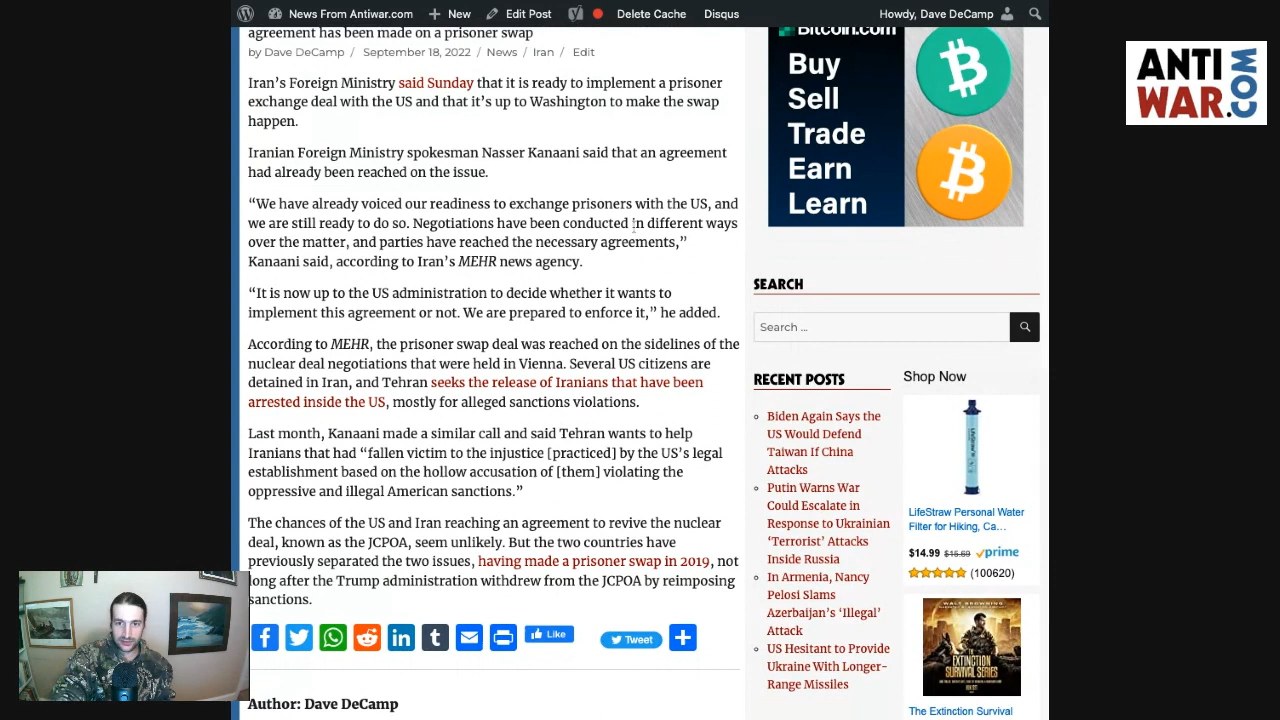 News From Antiwar.com
New
Edit Post
Delete Cache
Disqus
Howdy, Dave DeCamp
agreement has been made on a prisoner swap
by Dave DeCamp / September 18, 2022 / News / Iran / Edit
Iran’s Foreign Ministry said Sunday that it is ready to implement a prisoner
exchange deal with the US and that it’s up to Washington to make the swap
happen.
Iranian Foreign Ministry spokesman Nasser Kanaani said that an agreement
had already been reached on the issue.
“We have already voiced our readiness to exchange prisoners with the US, and
we are still ready to do so. Negotiations have been conducted in different ways
over the matter, and parties have reached the necessary agreements,”
Kanaani said, according to Iran’s MEHR news agency.
“It is now up to the US administration to decide whether it wants to
implement this agreement or not. We are prepared to enforce it,” he added.
According to MEHR, the prisoner swap deal was reached on the sidelines of the
nuclear deal negotiations that were held in Vienna. Several US citizens are
detained in Iran, and Tehran seeks the release of Iranians that have been
arrested inside the US, mostly for alleged sanctions violations.
Last month, Kanaani made a similar call and said Tehran wants to help
Iranians that had “fallen victim to the injustice [practiced] by the US’s legal
establishment based on the hollow accusation of [them] violating the
oppressive and illegal American sanctions.”
The chances of the US and Iran reaching an agreement to revive the nuclear
deal, known as the JCPOA, seem unlikely. But the two countries have
previously separated the two issues, having made a prisoner swap in 2019, not
long after the Trump administration withdrew from the JCPOA by reimposing
sanctions.
Like
Tweet
Author: Dave DeCamp
Bitcoin.com
Buy
Sell
Trade
Earn
Learn
SEARCH
Search ...
RECENT POSTS
Biden Again Says the
US Would Defend
Taiwan If China
Attacks
Putin Warns War
Could Escalate in
Response to Ukrainian
‘Terrorist’ Attacks
Inside Russia
In Armenia, Nancy
Pelosi Slams
Azerbaijan’s ‘Illegal’
Attack
US Hesitant to Provide
Ukraine With Longer-
Range Missiles
Shop Now
LifeStraw Personal Water
Filter for Hiking, Ca...
$14.99 $15.69 prime
(100620)
WALT BROWNING
THE
EXTINCTION
SURVIVAL
SERIES
The Extinction Survival
ANTI
WAR.COM